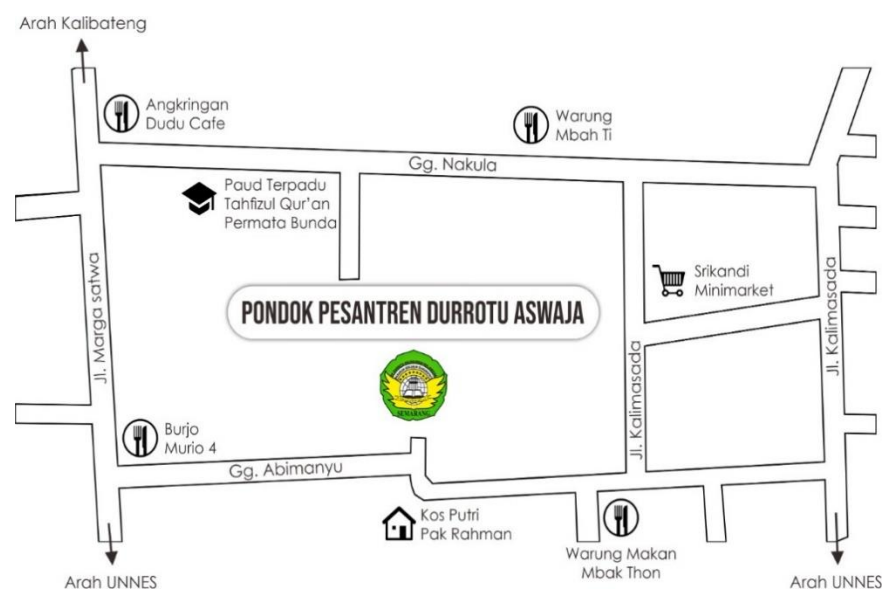 Arah Kalibateng
Angkringan
Dudu Cafe
Warung
Mbah Ti
Gg. Nakula
Paud Terpadu
Tahfizul Qur'an
Permata Bunda
Jl. Marga satwa
Srikandi
Minimarket
PONDOK PESANTREN DURROTU ASWAJA
Jl. Kalimasada
Jl. Kalimasada
SEMARANG
Burjo
Murio 4
Gg. Abimanyu
Kos Putri
Pak Rahman
Warung Makan
Mbak Thon
Arah UNNES
Arah UNNES